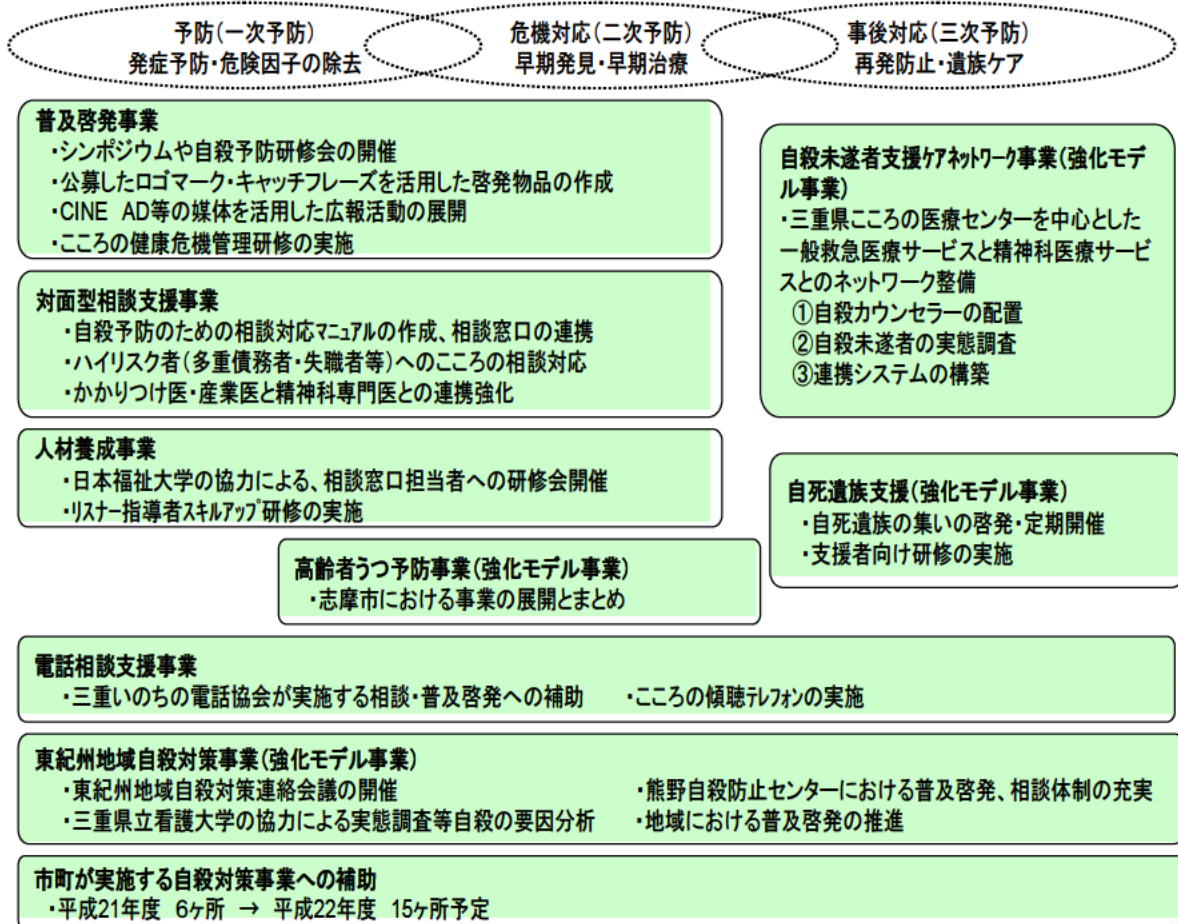 予防(一次予防)
発症予防・危険因子の除去
危機対応(二次予防)
早期発見・早期治療
事後対応(三次予防)
再発防止・遺族ケア
普及啓発事業
・シンポジウムや自殺予防研修会の開催
・公募したロゴマーク・キャッチフレーズを活用した啓発物品の作成
・CINE AD等の媒体を活用した広報活動の展開
・こころの健康危機管理研修の実施
対面型相談支援事業
・自殺予防のための相談対応マニュアルの作成、相談窓口の連携
・ハイリスク者(多重債務者・失職者等)へのこころの相談対応
・かかりつけ医・産業医と精神科専門医との連携強化
人材養成事業
・日本福祉大学の協力による、相談窓口担当者への研修会開催
・リスナー指導者スキルアップ研修の実施
自殺未遂者支援ケアネットワーク事業(強化モデ
ル事業)
・三重県こころの医療センターを中心とした
一般救急医療サービスと精神科医療サービ
スとのネットワーク整備
①自殺カウンセラーの配置
②自殺未遂者の実態調査
③連携システムの構築
自死遺族支援(強化モデル事業)
・自死遺族の集いの啓発・定期開催
・支援者向け研修の実施
高齢者うつ予防事業(強化モデル事業)
・志摩市における事業の展開とまとめ
電話相談支援事業
・三重いのちの電話協会が実施する相談・普及啓発への補助 ・こころの傾聴テレフォンの実施
東紀州地域自殺対策事業(強化モデル事業)
・東紀州地域自殺対策連絡会議の開催 ・熊野自殺防止センターにおける普及啓発、相談体制の充実
・三重県立看護大学の協力による実態調査等自殺の要因分析 ・地域における普及啓発の推進
市町が実施する自殺対策事業への補助
・平成21年度 6ヶ所 → 平成22年度 15ヶ所予定